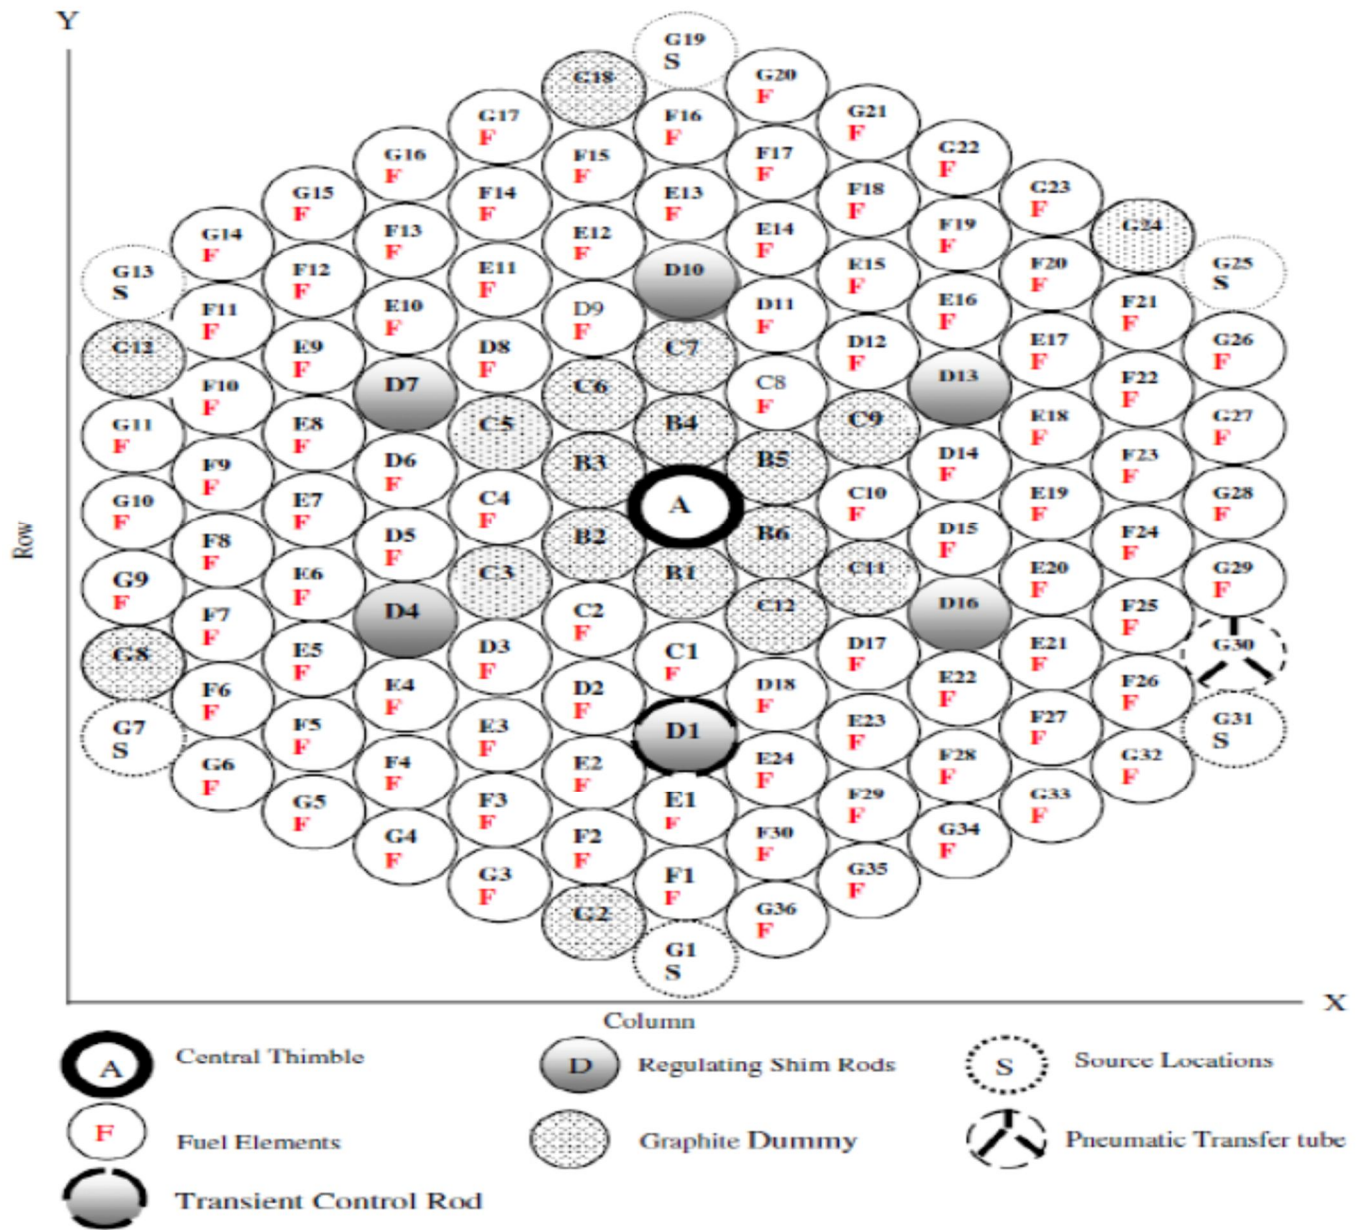 Y
G19
S
G18 G20
F
G17 F16 G21
F F F
G16 F15 F17 G22
F F F F
G15 F14 E13 F18 G23
F F F F F
G14 F13 E12 E14 F19 G24
F F F F F
G13 F12 E11 D10 E15 F20 G25
S F F F F S
F11 E10 D9 D11 E16 F21
F F F F F F
G12 E9 D8 C7 D12 E17 G26
F F F F F
F10 D7 C6 C8 D13 F22
F F F
G11 E8 C5 B4 C9 E18 G27
F F F F
F9 D6 B3 B5 D14 F23
F F F F
G10 E7 C4 A C10 E19 G28
F F F F F F
F8 D5 B2 B6 D15 F24
F F F F
G9 E6 C3 B1 C11 E20 G29
F F F F
F7 D4 C2 C12 D16 F25
F F F
G8 E5 D3 C1 D17 E21 G30
F F F F F
F6 E4 D2 D18 E22 F26
F F F F F F
G7 F5 E3 D1 E23 F27 G31
S F F F F S
G6 F4 E2 E24 F28 G32
F F F F F F
G5 F3 E1 F29 G33
F F F F F
G4 F2 F30 G34
F F F F
G3 F1 G35
F F F
G2 G36
F
G1
S
Row
X
Column
A Central Thimble
D Regulating Shim Rods
S Source Locations
F Fuel Elements
Graphite Dummy
Pneumatic Transfer tube
Transient Control Rod